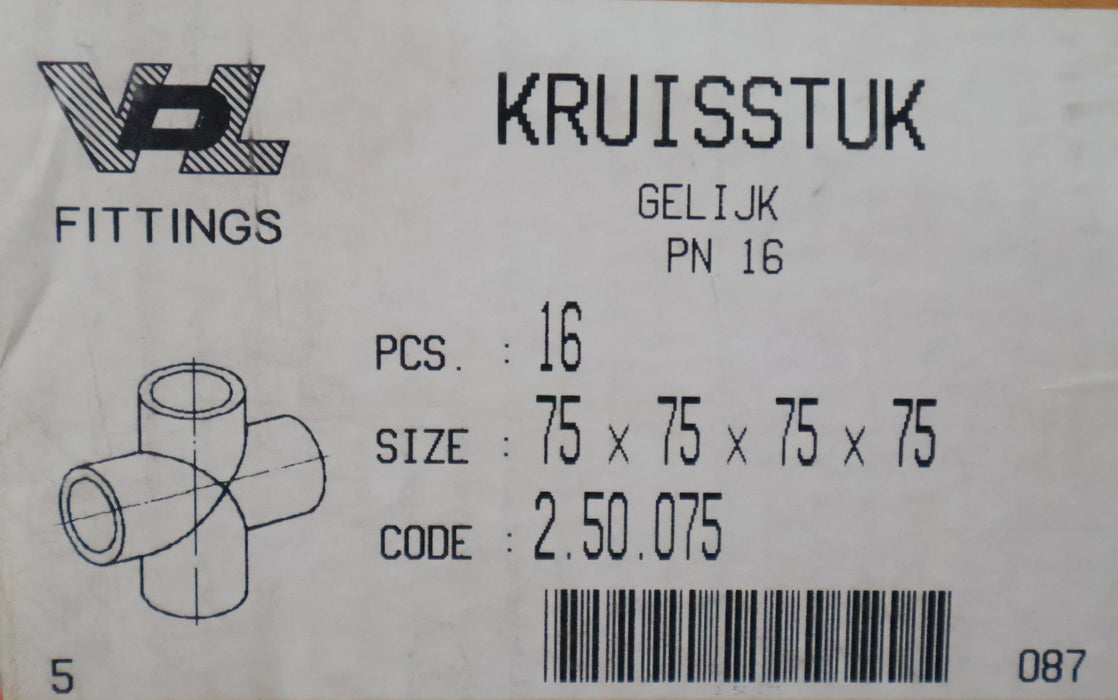 VDL
FITTINGS
KRUISSTUK
GELIJK
PN 16
PCS. : 16
SIZE : 75 x 75 x 75 x 75
CODE : 2.50.075
5
087